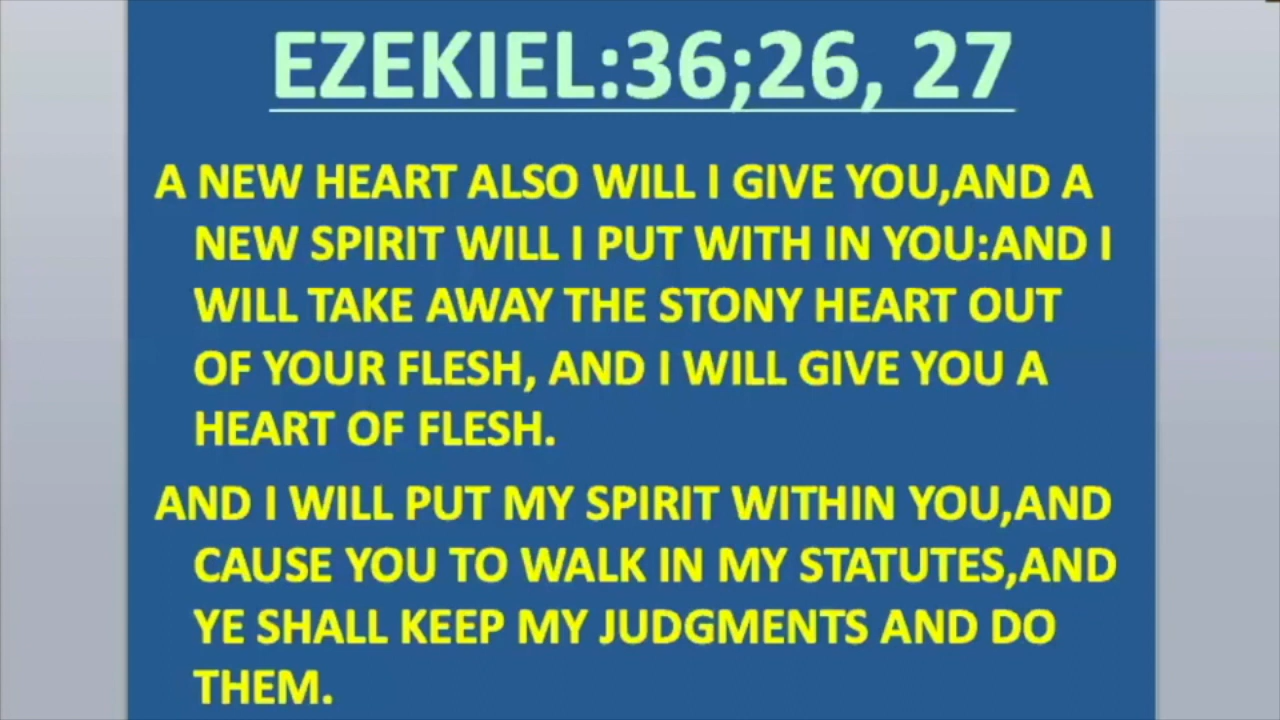 EZEKIEL:36;26, 27
A NEW HEART ALSO WILL I GIVE YOU,AND A
NEW SPIRIT WILL I PUT WITH IN YOU:AND I
WILL TAKE AWAY THE STONY HEART OUT
OF YOUR FLESH, AND I WILL GIVE YOU A
HEART OF FLESH.
AND I WILL PUT MY SPIRIT WITHIN YOU,AND
CAUSE YOU TO WALK IN MY STATUTES,AND
YE SHALL KEEP MY JUDGMENTS AND DO
THEM.